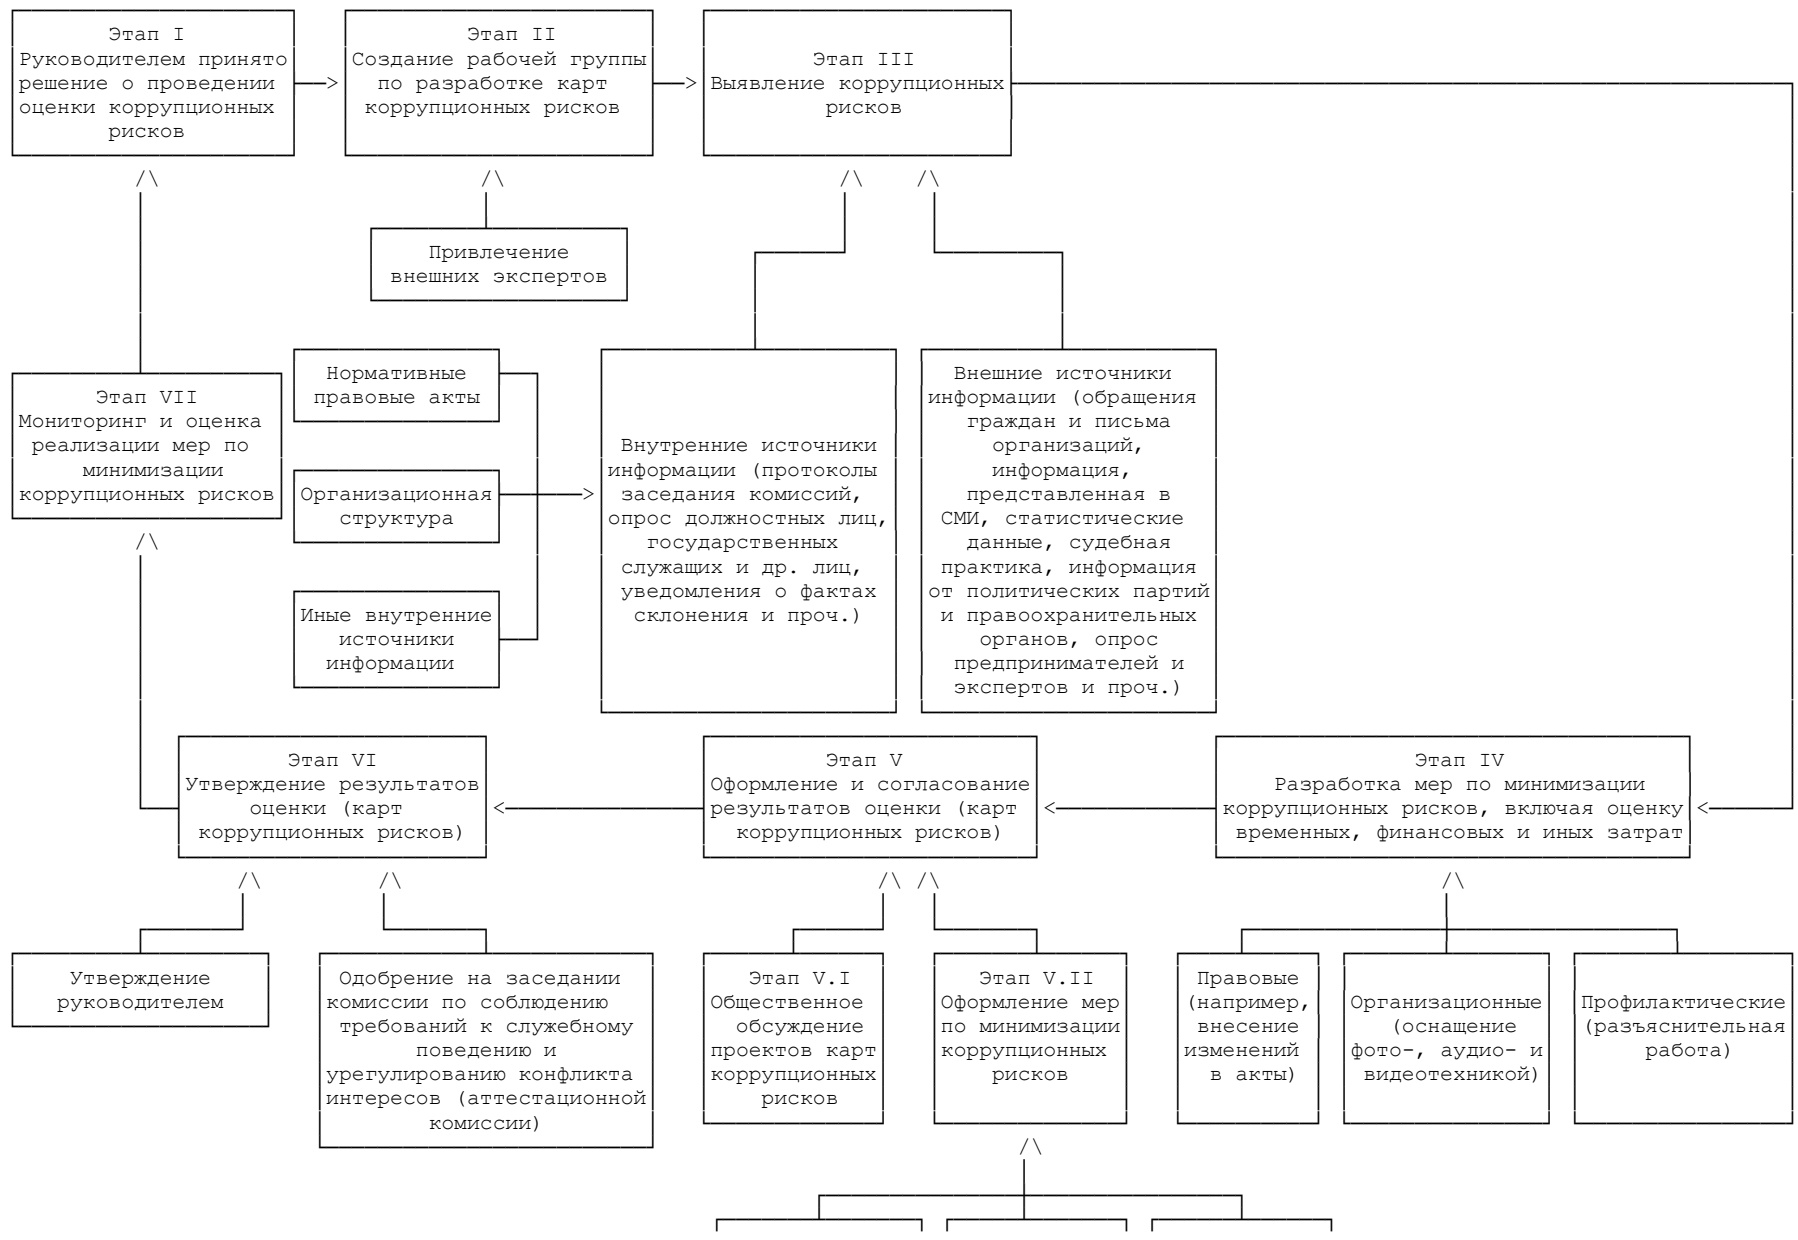 Этап I
Руководителем принято
решение о проведении
оценки коррупционных
рисков
Этап II
Создание рабочей группы
по разработке карт
коррупционных рисков
Этап III
Выявление коррупционных
рисков
Привлечение
внешних экспертов
Этап VII
Мониторинг и оценка
реализации мер по
минимизации
коррупционных рисков
Нормативные
правовые акты
Организационная
структура
Иные внутренние
источники
информации
Внутренние источники
информации (протоколы
заседания комиссий,
опрос должностных лиц,
государственных
служащих и др. лиц,
уведомления о фактах
склонения и проч.)
Внешние источники
информации (обращения
граждан и письма
организаций,
информация,
представленная в
СМИ, статистические
данные, судебная
практика, информация
от политических партий
и правоохранительных
органов, опрос
предпринимателей и
экспертов и проч.)
Этап VI
Утверждение результатов
оценки (карт
коррупционных рисков)
Этап V
Оформление и согласование
результатов оценки (карт
коррупционных рисков)
Этап IV
Разработка мер по минимизации
коррупционных рисков, включая оценку
временных, финансовых и иных затрат
Утверждение
руководителем
Одобрение на заседании
комиссии по соблюдению
требований к служебному
поведению и
урегулированию конфликта
интересов (аттестационной
комиссии)
Этап V.I
Общественное
обсуждение
проектов карт
коррупционных
рисков
Этап V.II
Оформление мер
по минимизации
коррупционных
рисков
Правовые
(например,
внесение
изменений
в акты)
Организационные
(оснащение
фото-, аудио- и
видеотехникой)
Профилактические
(разъяснительная
работа)